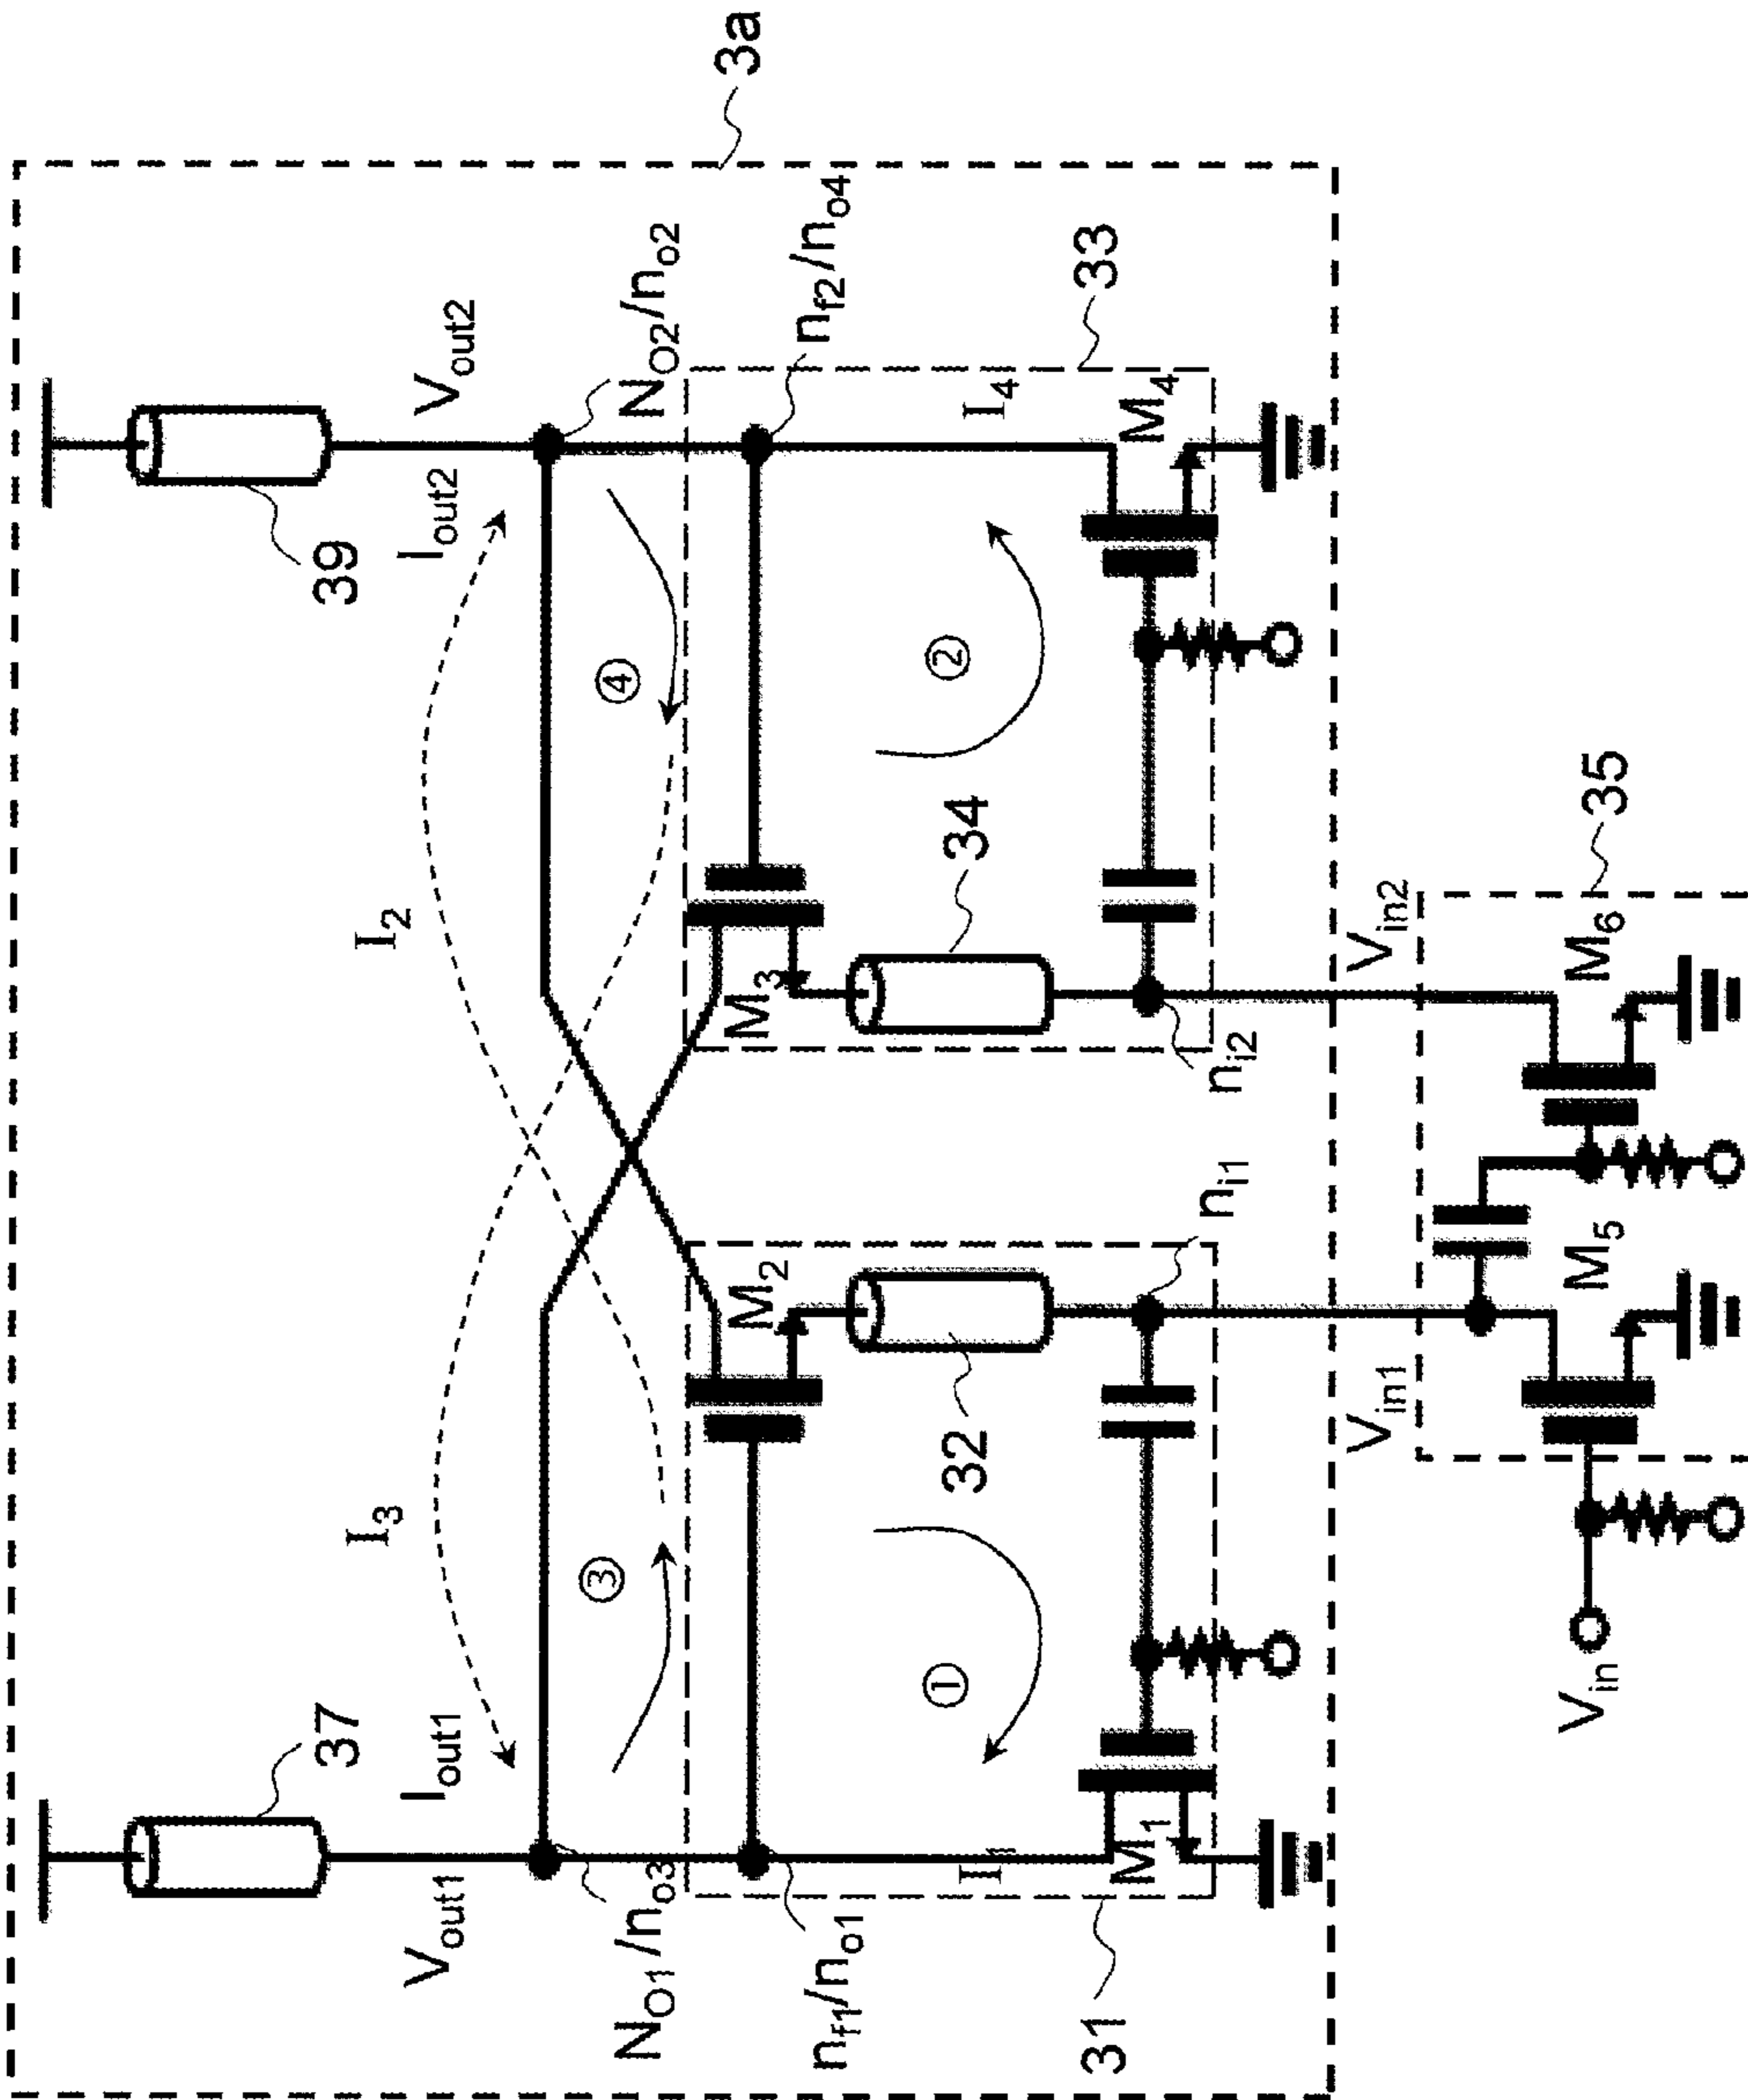 3a
37
39
Vout1
Iout1
Iout2
Vout2
I3
I2
NO1/no3
③
④
NO2/no2
nf1/no1
M2
M3
nf2/no4
①
32
34
②
I1
I4
31
M1
ni1
ni2
M4
33
Vin1
Vin2
Vin
M5
M6
35